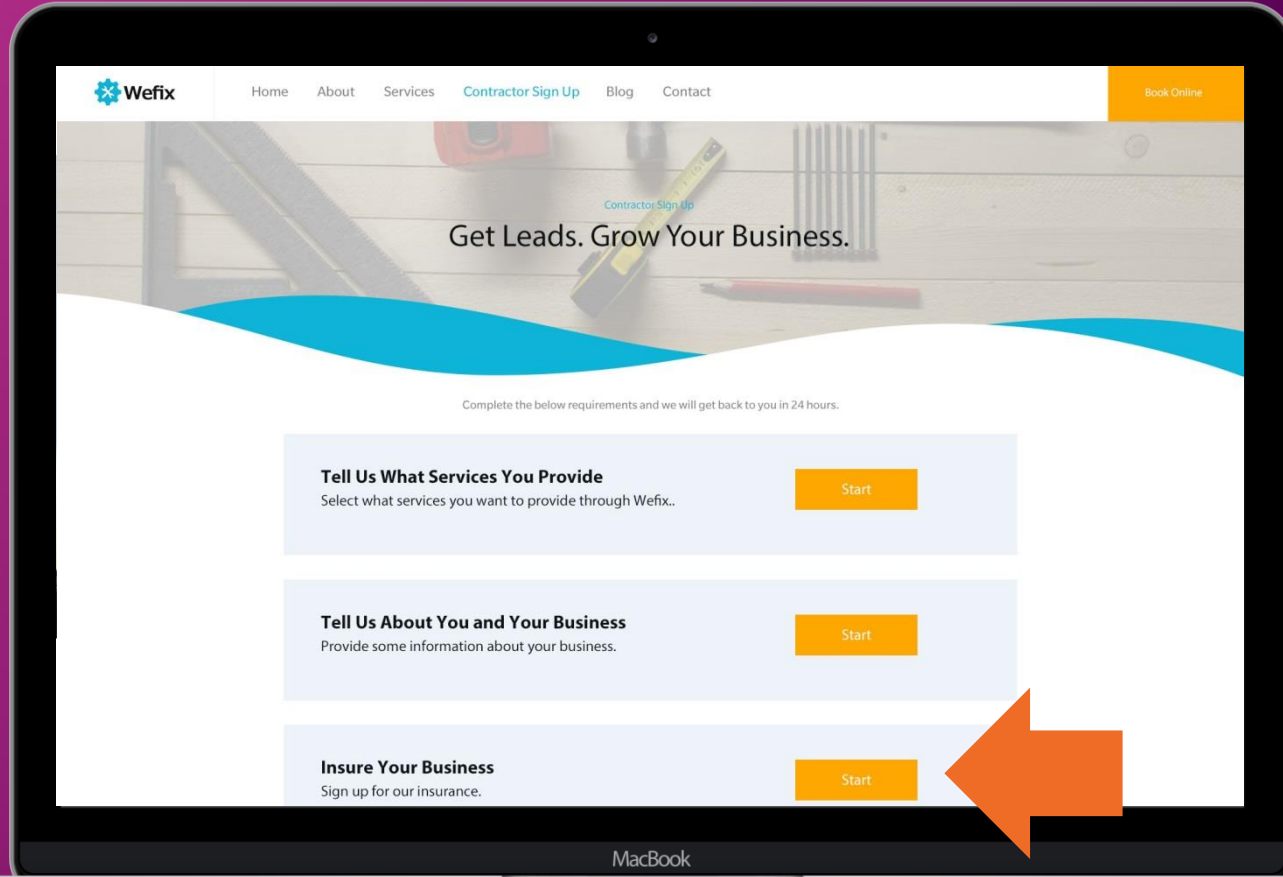 Wefix
Home About Services Contractor Sign Up Blog Contact
Book Online
Contractor Sign Up
Get Leads. Grow Your Business.
Complete the below requirements and we will get back to you in 24 hours.
Tell Us What Services You Provide
Select what services you want to provide through Wefix..
Start
Tell Us About You and Your Business
Provide some information about your business.
Start
Insure Your Business
Sign up for our insurance.
Start
MacBook